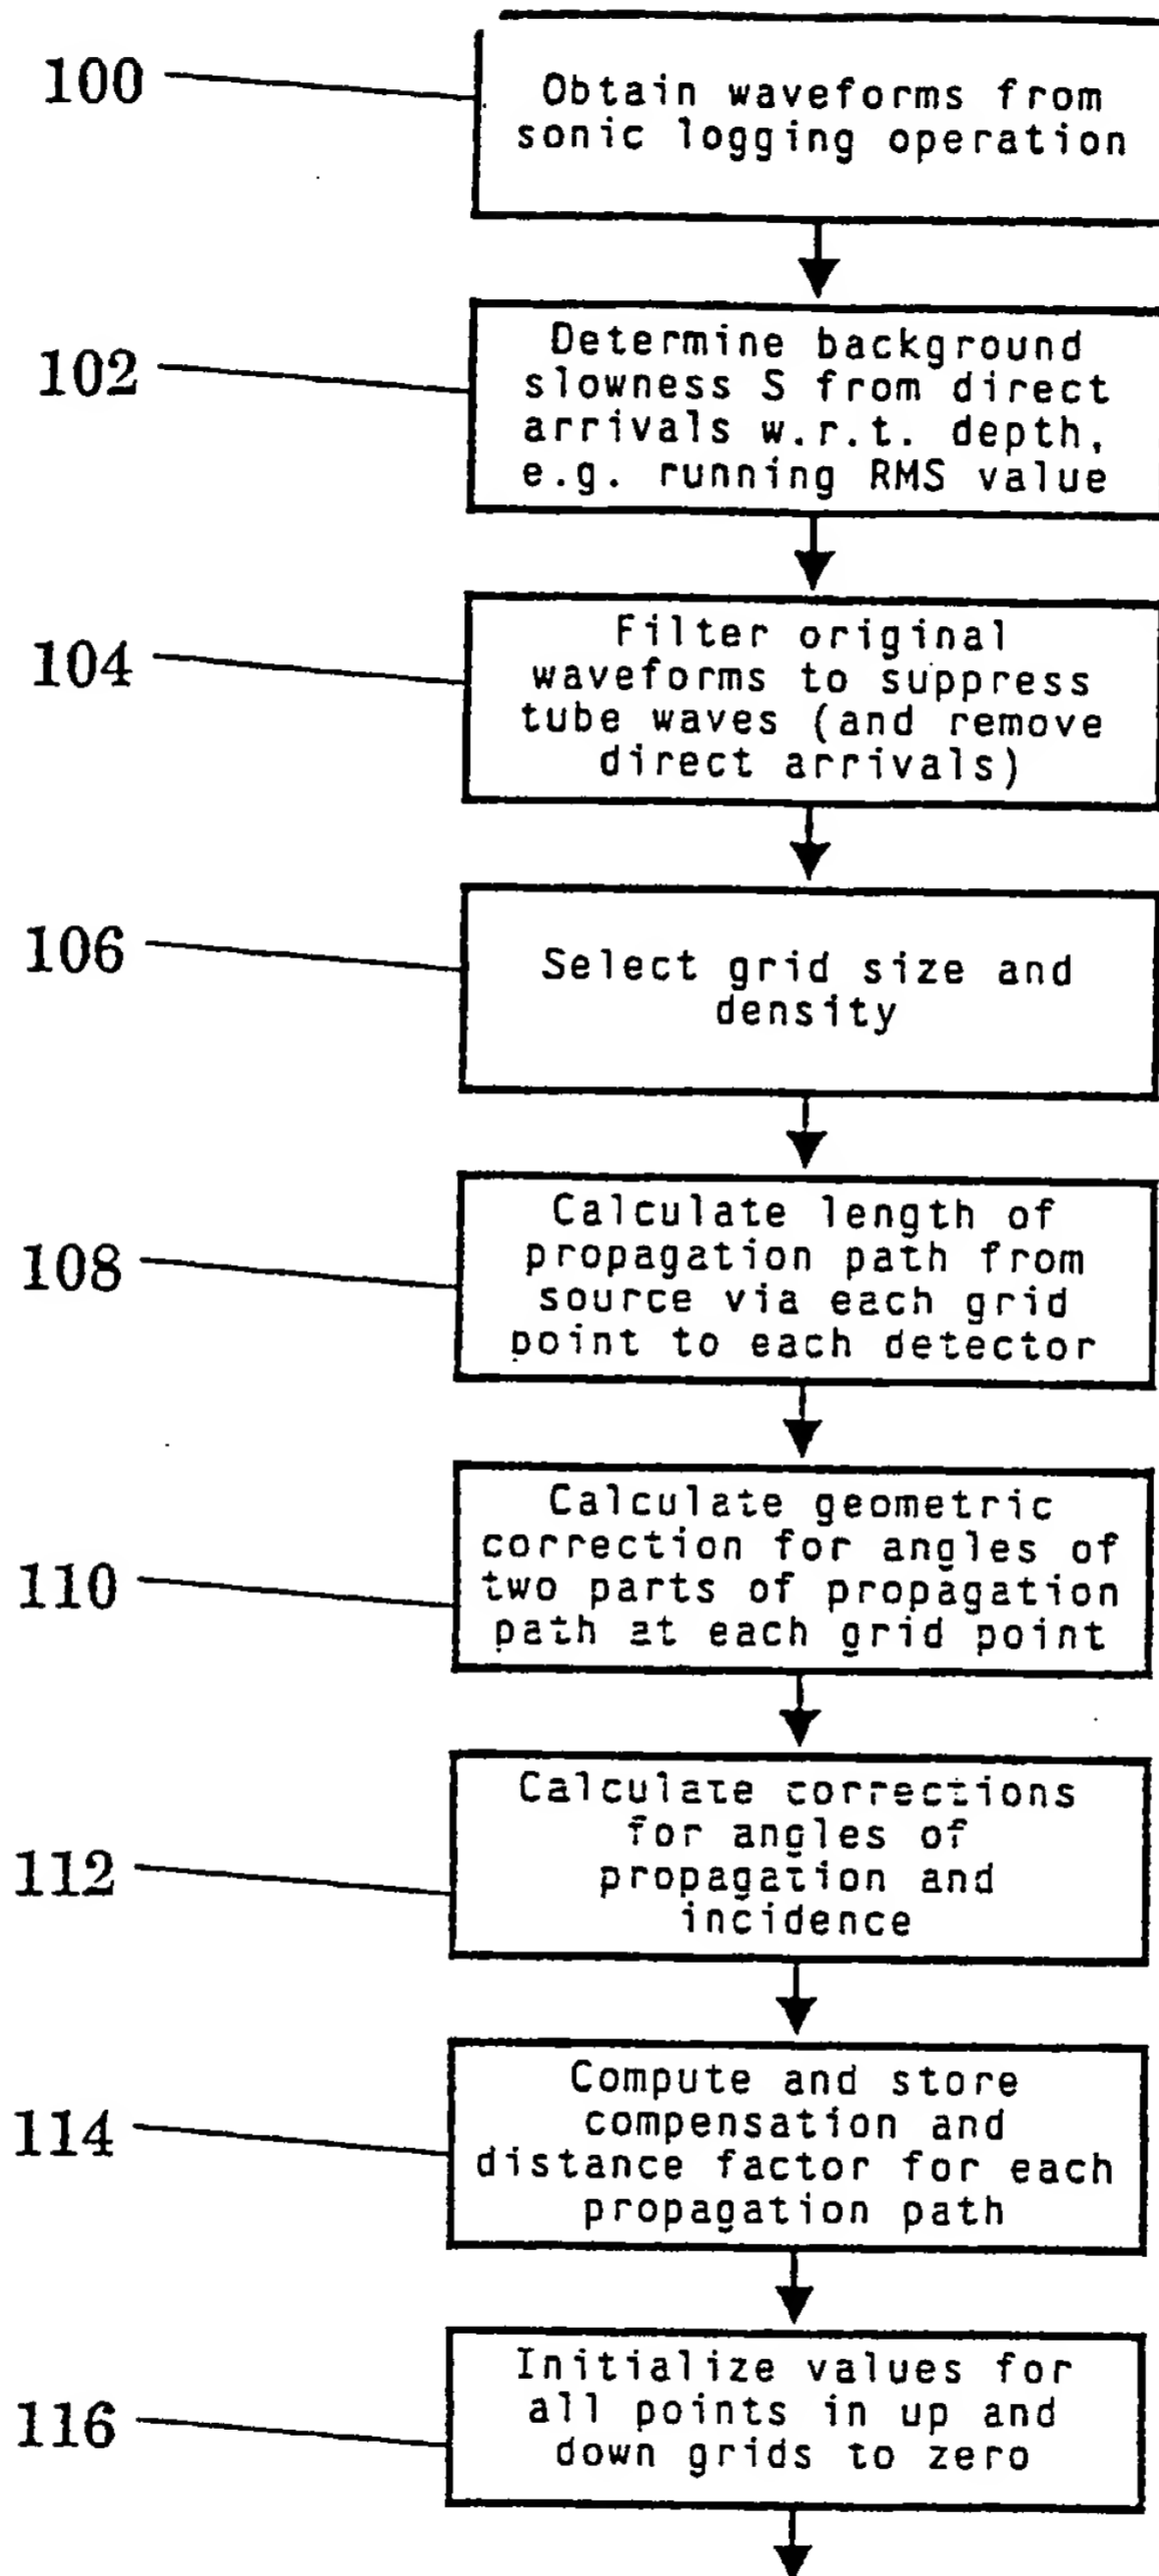 100
Obtain waveforms from
sonic logging operation
102
Determine background
slowness S from direct
arrivals w.r.t. depth,
e.g. running RMS value
104
Filter original
waveforms to suppress
tube waves (and remove
direct arrivals)
106
Select grid size and
density
108
Calculate length of
propagation path from
source via each grid
point to each detector
110
Calculate geometric
correction for angles of
two parts of propagation
path at each grid point
112
Calculate corrections
for angles of
propagation and
incidence
114
Compute and store
compensation and
distance factor for each
propagation path
116
Initialize values for
all points in up and
down grids to zero